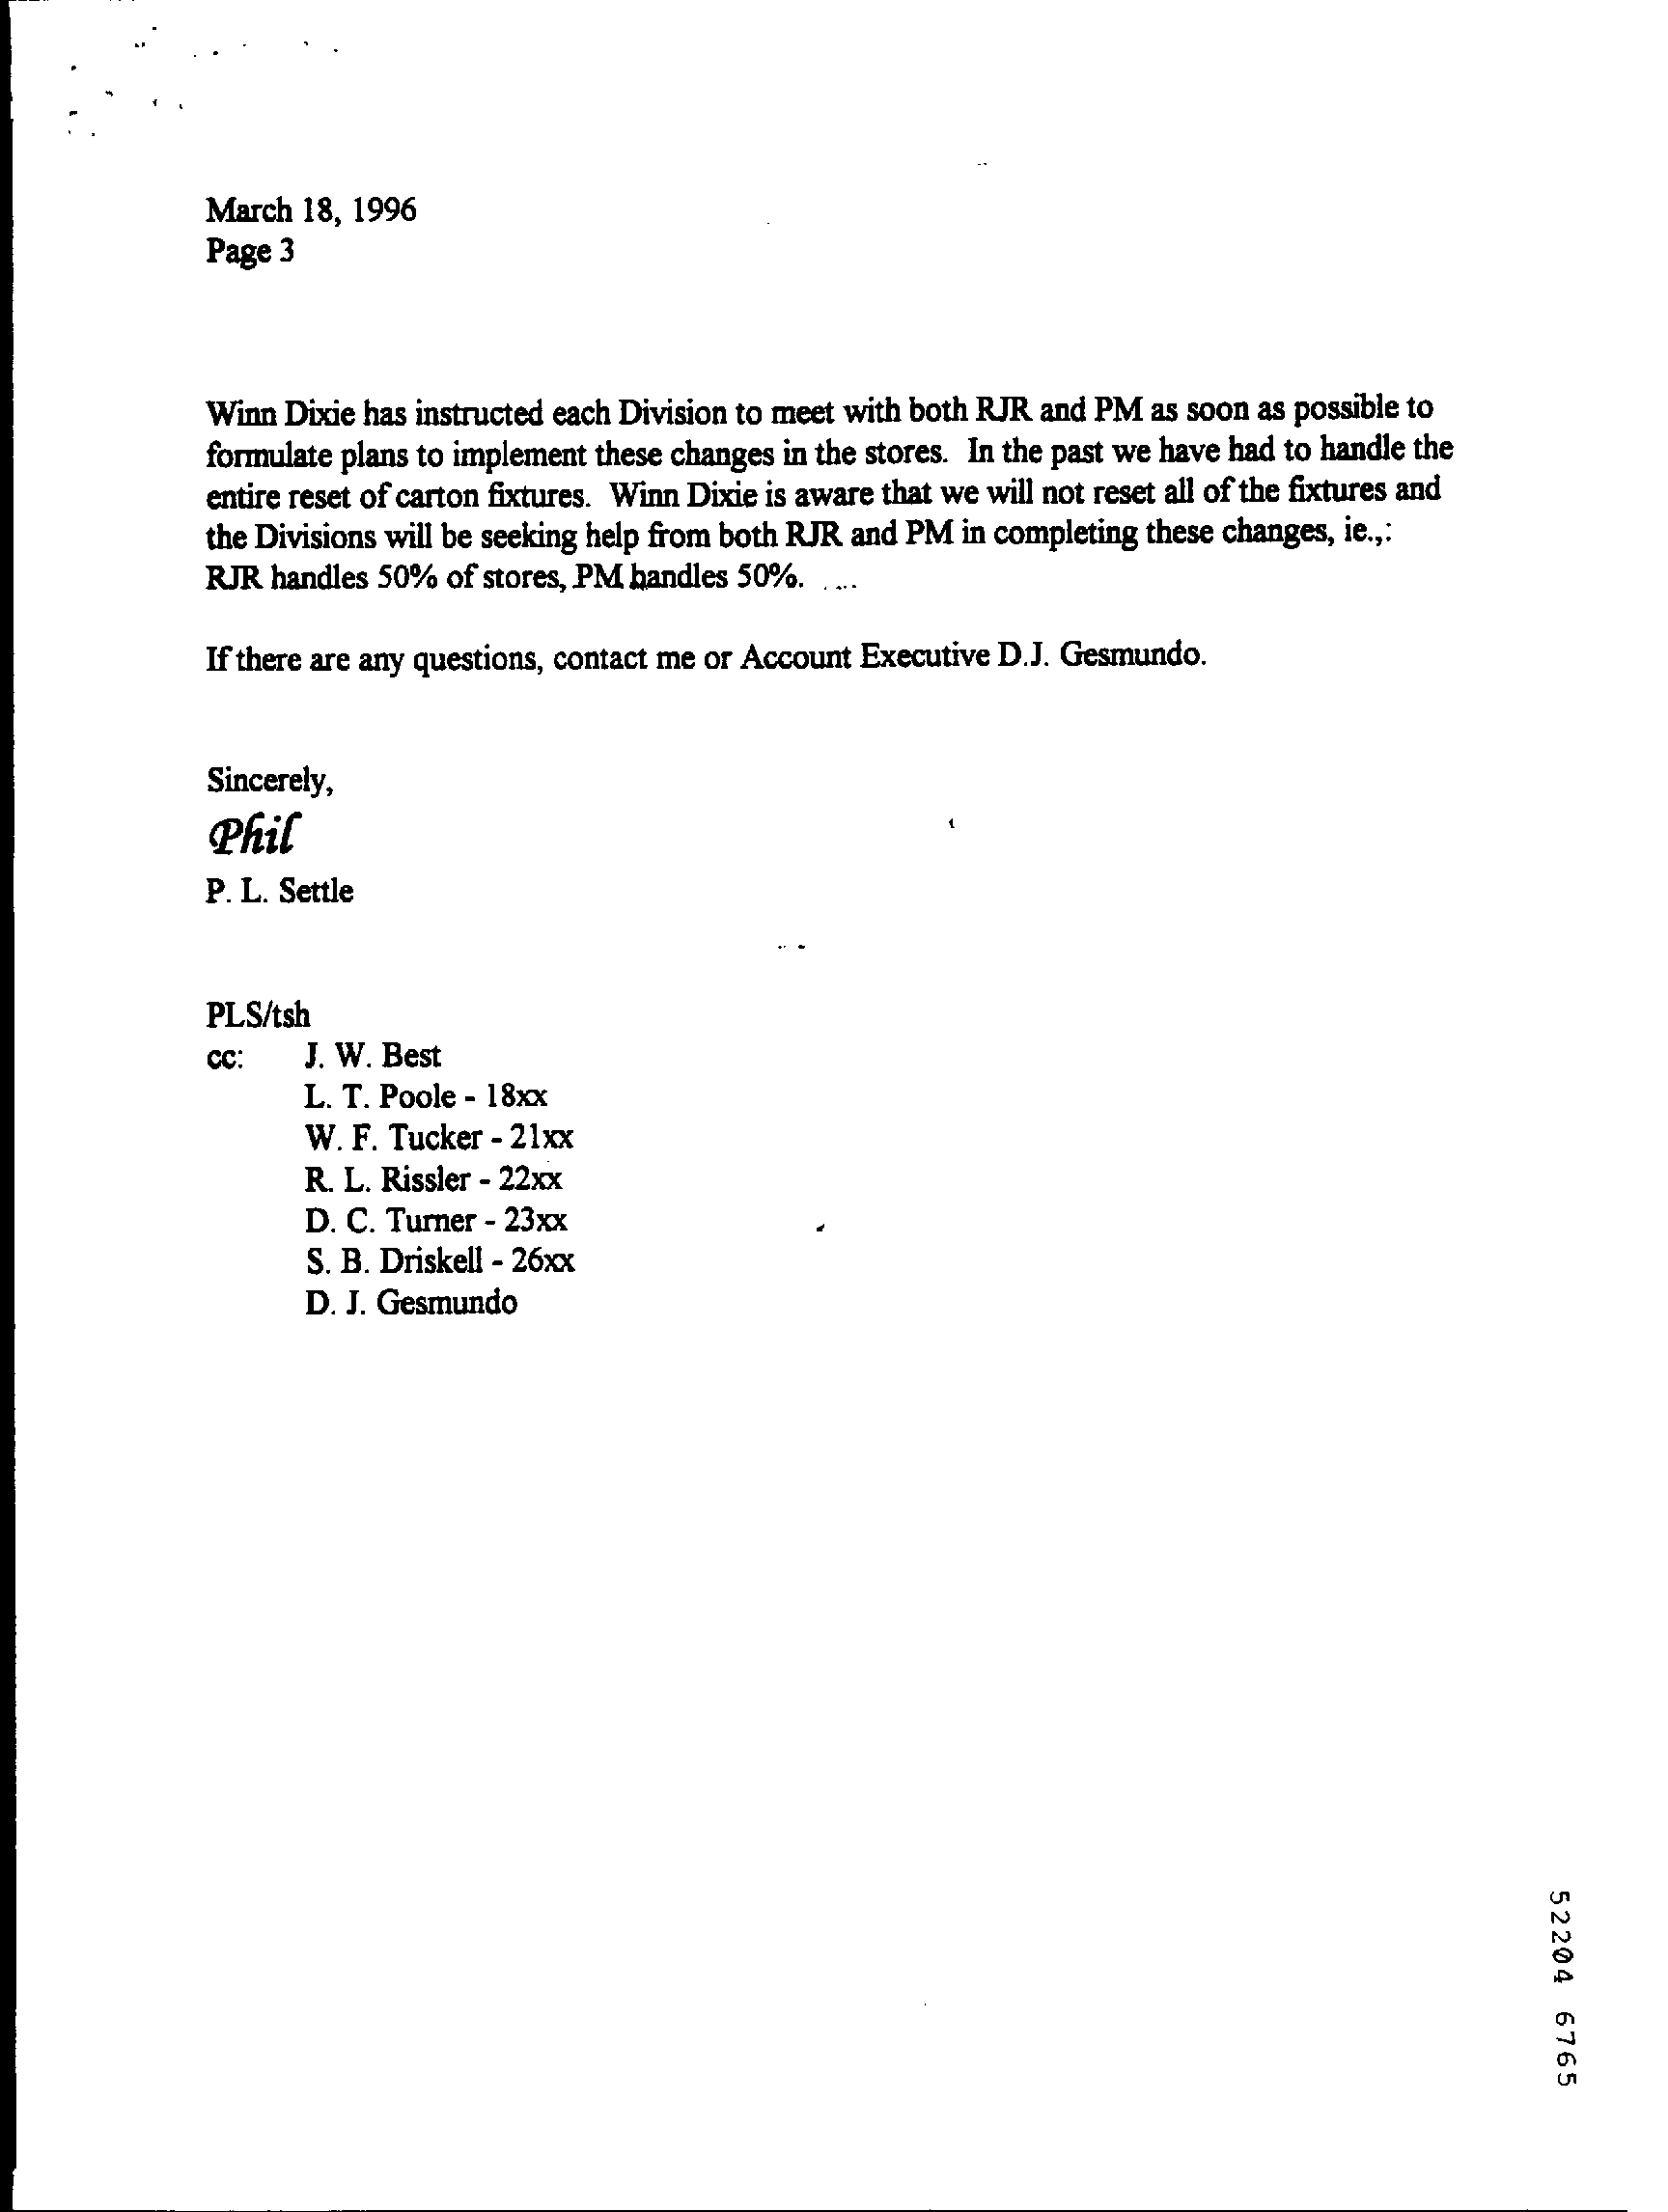 March 18, 1996
Page 3
Winn Dixie has instructed each Division to meet with both RJR and PM as soon as possible to
formulate plans to implement these changes in the stores. In the past we have had to handle the
entire reset of carton fixtures. Winn Dixie is aware that we will not reset all of the fixtures and
the Divisions will be seeking help from both RJR and PM in completing these changes, ie.,:
RJR handles 50% of stores, PM handles 50%. ....
If there are any questions, contact me or Account Executive D.J. Gesmundo.
Sincerely,
Phil
P. L. Settle
PLS/tsh
cc: J. W. Best
L. T. Poole - 18xx
W. F. Tucker - 21xx
R. L. Rissler - 22xx
D. C. Turner - 23xx
S. B. Driskell - 26xx
D. J. Gesmundo
52204 6765